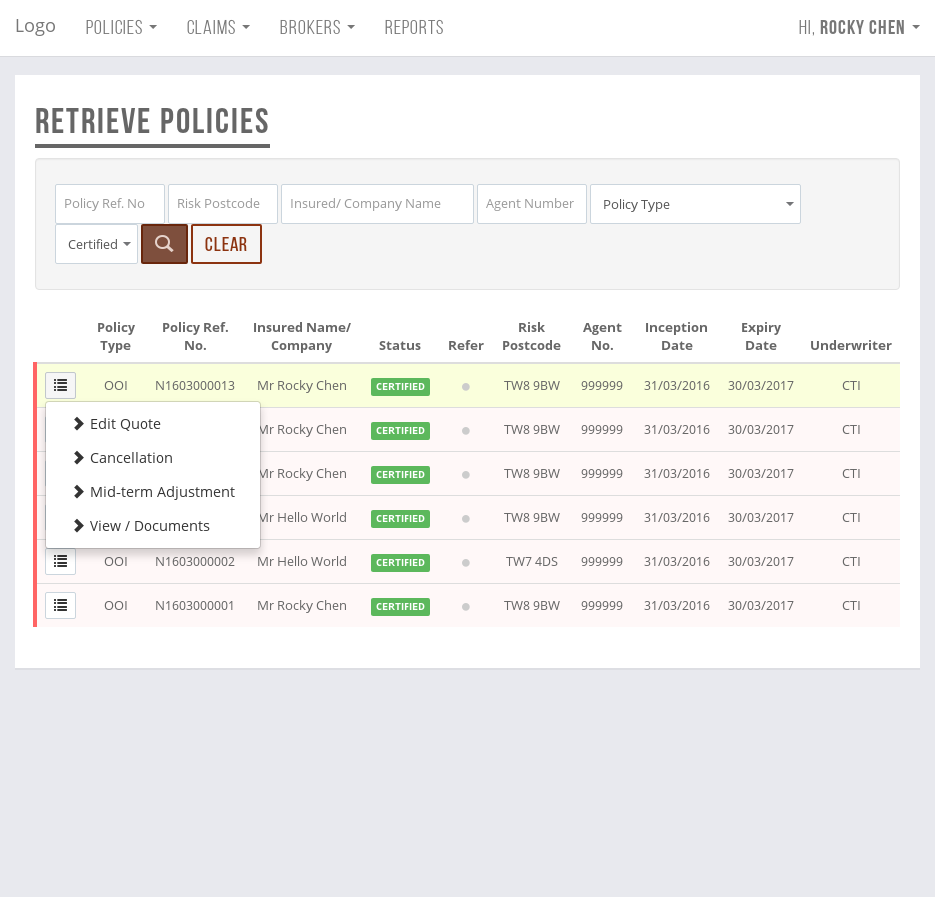 Logo POLICIES CLAIMS BROKERS REPORTS HI, ROCKY CHEN
RETRIEVE POLICIES
Policy Ref. No Risk Postcode Insured/ Company Name Agent Number Policy Type
Certified CLEAR
Policy Type Policy Ref. No. Insured Name/ Company Status Refer Risk Postcode Agent No. Inception Date Expiry Date Underwriter
OOI N1603000013 Mr Rocky Chen CERTIFIED TW8 9BW 999999 31/03/2016 30/03/2017 CTI
Edit Quote
Mr Rocky Chen CERTIFIED TW8 9BW 999999 31/03/2016 30/03/2017 CTI
Cancellation
Mr Rocky Chen CERTIFIED TW8 9BW 999999 31/03/2016 30/03/2017 CTI
Mid-term Adjustment
Mr Hello World CERTIFIED TW8 9BW 999999 31/03/2016 30/03/2017 CTI
View / Documents
OOI N1603000002 Mr Hello World CERTIFIED TW7 4DS 999999 31/03/2016 30/03/2017 CTI
OOI N1603000001 Mr Rocky Chen CERTIFIED TW8 9BW 999999 31/03/2016 30/03/2017 CTI